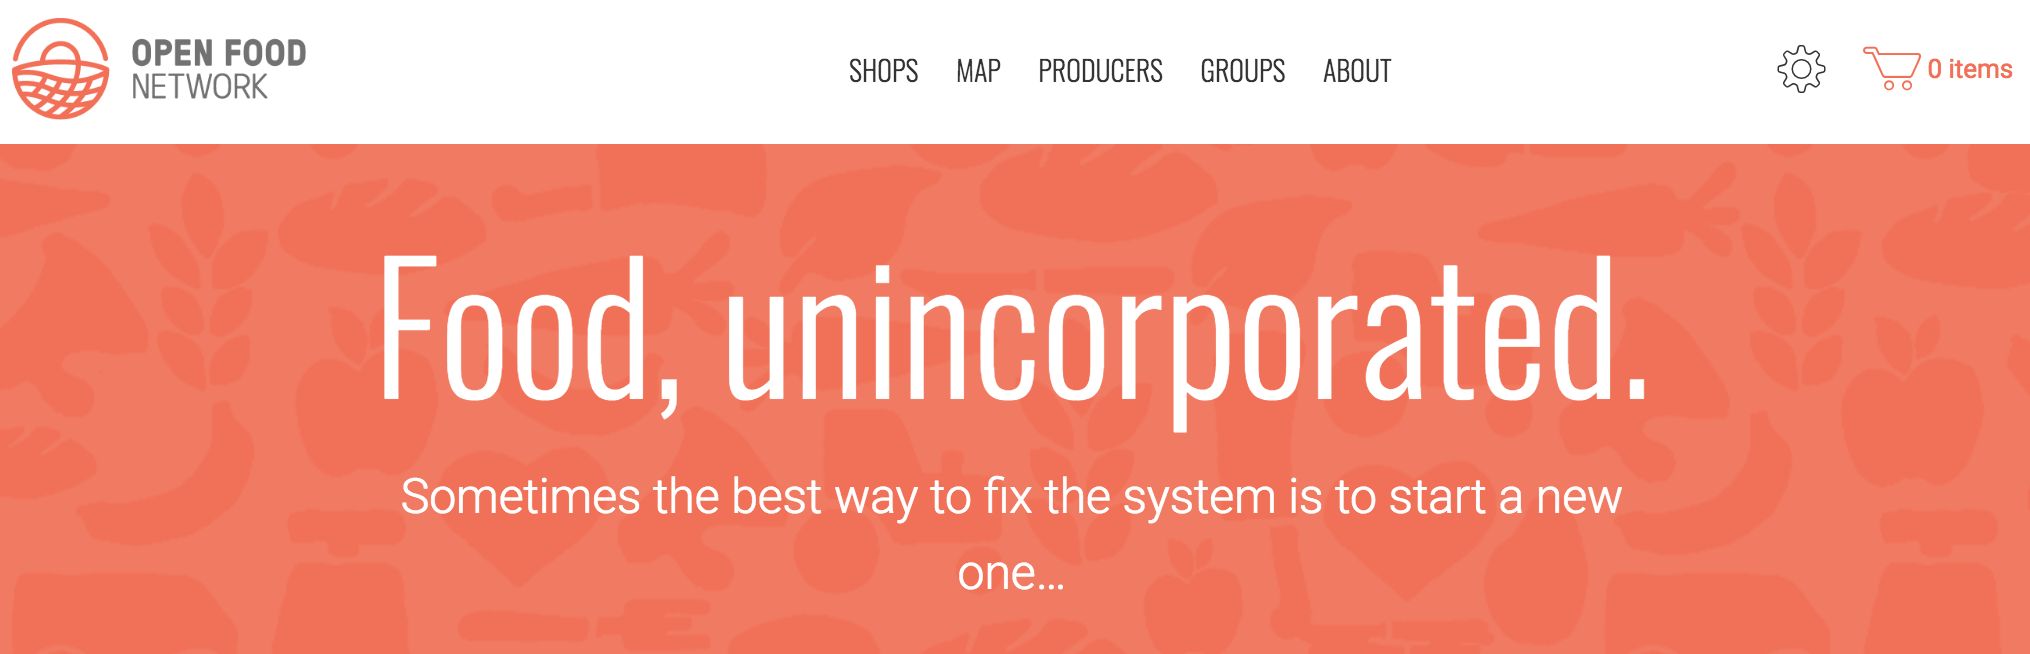 OPEN FOOD
NETWORK
SHOPS MAP PRODUCERS GROUPS ABOUT
0 items
Food, unincorporated.
Sometimes the best way to fix the system is to start a new
one...